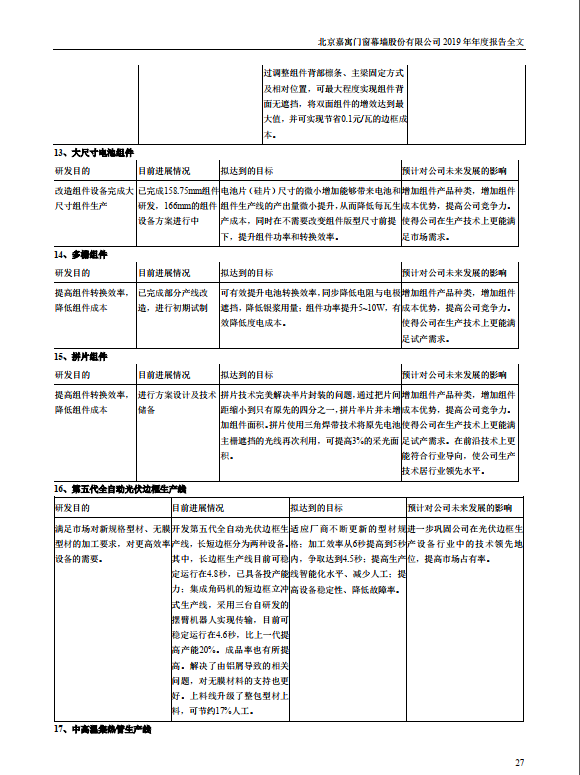 北京嘉寓门窗幕墙股份有限公司 2019 年年度报告全文
过调整组件背部檩条、主梁固定方式
及相对位置，可最大程度实现组件背
面无遮挡，将双面组件的增效达到最
大值，并可实现节省0.1元/瓦的边框成
本。
13、大尺寸电池组件
研发目的 目前进展情况 拟达到的目标 预计对公司未来发展的影响
改造组件设备完成大 已完成158.75mm组件 电池片（硅片）尺寸的微小增加能够带来电池和 增加组件产品种类，增加组件
尺寸组件生产 研发，166mm的组件 组件生产线的产出量微小提升，从而降低每瓦生 成本优势，提高公司竞争力。
设备方案进行中 产成本，同时在不需要改变组件版型尺寸前提 使得公司在生产技术上更能满
下，提升组件功率和转换效率。 足市场需求。
14、多栅组件
研发目的 目前进展情况 拟达到的目标 预计对公司未来发展的影响
提高组件转换效率， 已完成部分产线改 可有效提升电池转换效率，同步降低电阻与电极 增加组件产品种类，增加组件
降低组件成本 造，进行初期试制 遮挡，降低银浆用量；组件功率提升5~10W，有 成本优势，提高公司竞争力。
效降低度电成本。 使得公司在生产技术上更能满
足试产需求。
15、拼片组件
研发目的 目前进展情况 拟达到的目标 预计对公司未来发展的影响
提高组件转换效率， 进行方案设计及技术 拼片技术完美解决半片封装的问题，通过把片间 增加组件产品种类，增加组件
降低组件成本 储备 距缩小到只有原先的四分之一，拼片半片并未增 成本优势，提高公司竞争力。
加组件面积。拼片使用三角焊带技术将原先电池 使得公司在生产技术上更能满
主栅遮挡的光线再次利用，可提高3%的采光面 足试产需求。在前沿技术上更
积。 能符合行业导向，使公司生产
技术居行业领先水平。
16、第五代全自动光伏边框生产线
研发目的 目前进展情况 拟达到的目标 预计对公司未来发展的影响
满足市场对新规格型材、无膜 开发第五代全自动光伏边框生 适应厂商不断更新的型材规 进一步巩固公司在光伏边框生
型材的加工要求，对更高效率 产线，长短边框分为两种设备。 格；加工效率从6秒提高到5秒 产设备行业中的技术领先地
设备的需要。 其中，长边框生产线目前可稳 内，争取达到4.5秒；提高生产 位，提高市场占有率。
定运行在4.8秒，已具备投产能 线智能化水平、减少人工；提
力；集成角码机的短边框立冲 高设备稳定性、降低故障率。
式生产线，采用三台自研发的
摆臂机器人实现传输，目前可
稳定运行在4.6秒，比上一代提
高产能20%。成品率也有所提
高。解决了由铝屑导致的相关
问题，对无膜材料的支持也更
好。上料线升级了整包型材上
料，可节约17%人工。
17、中高温集热管生产线
27